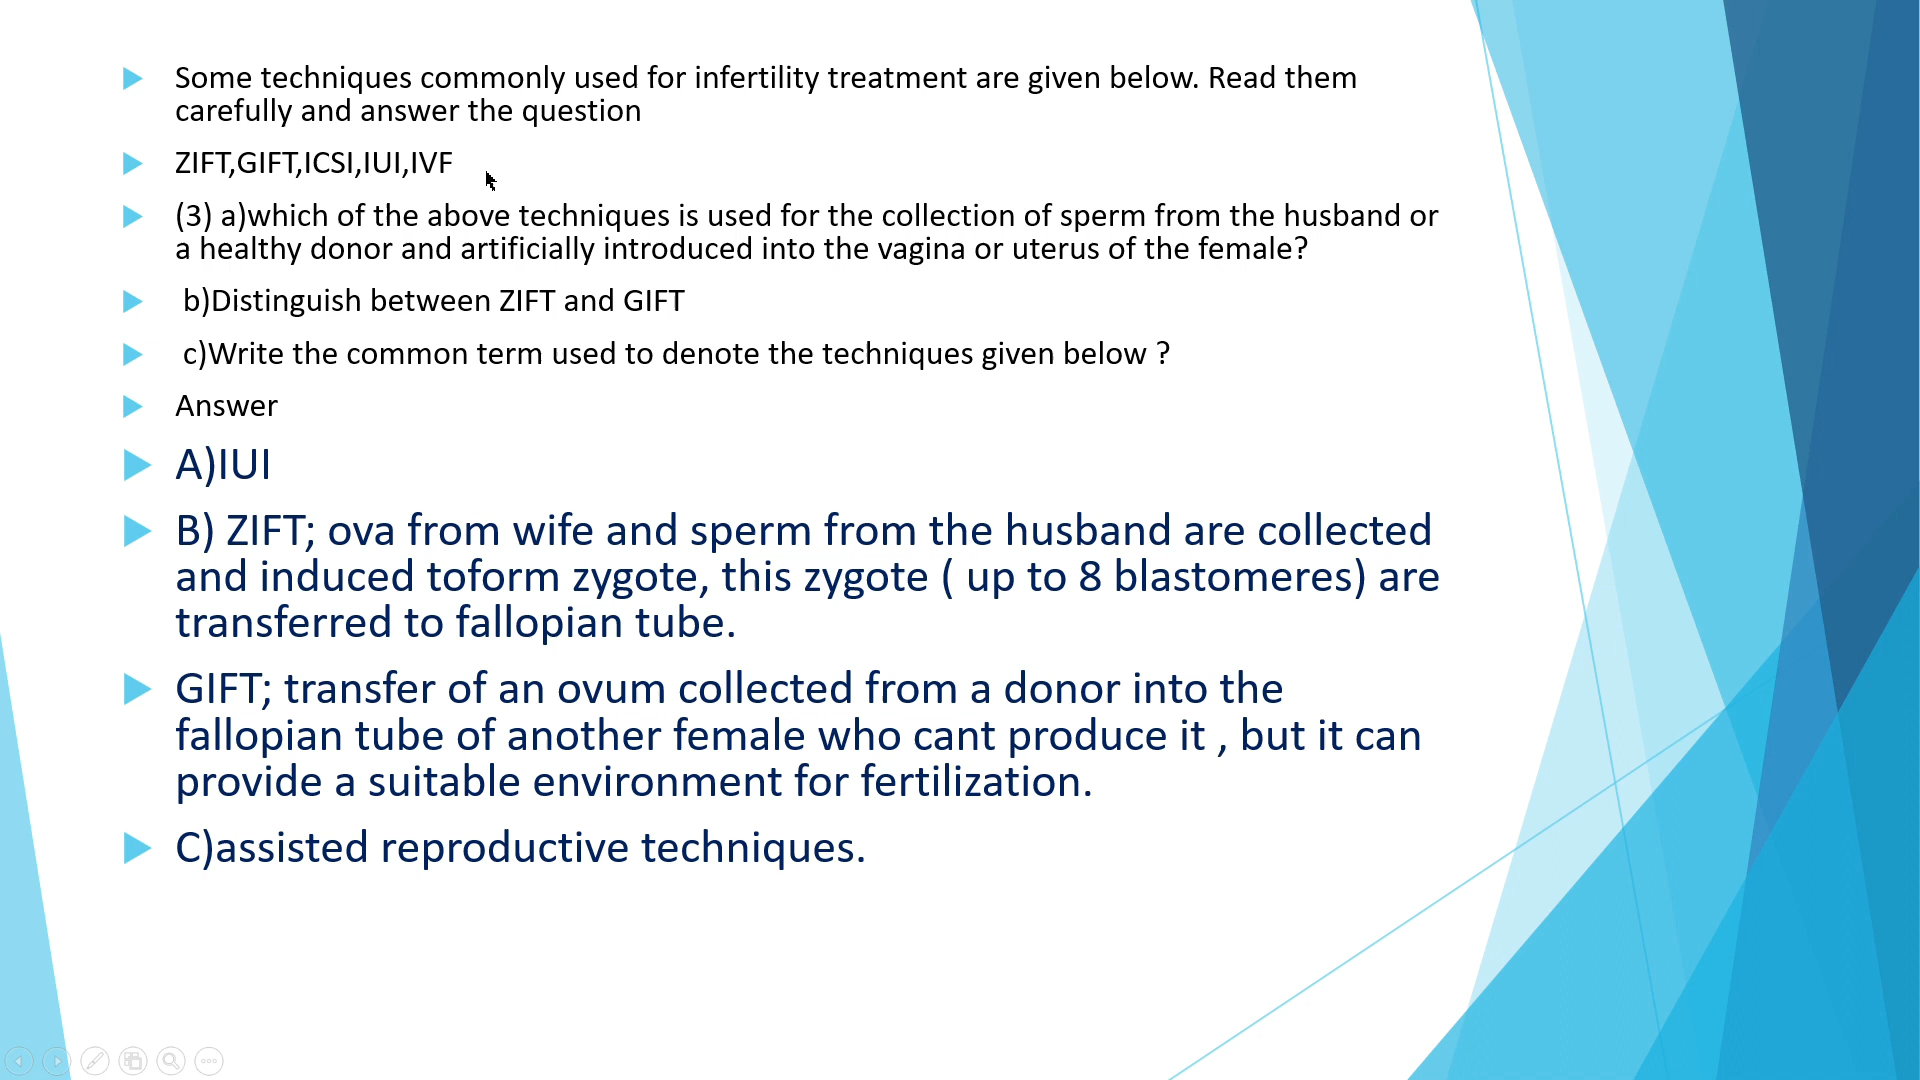 Some techniques commonly used for infertility treatment are given below. Read them
carefully and answer the question
ZIFT,GIFT,ICSI,IUI,IVF
(3) a)which of the above techniques is used for the collection of sperm from the husband or
a healthy donor and artificially introduced into the vagina or uterus of the female?
b)Distinguish between ZIFT and GIFT
c)Write the common term used to denote the techniques given below ?
Answer
A)IUI
B) ZIFT; ova from wife and sperm from the husband are collected
and induced toform zygote, this zygote ( up to 8 blastomeres) are
transferred to fallopian tube.
GIFT; transfer of an ovum collected from a donor into the
fallopian tube of another female who cant produce it , but it can
provide a suitable environment for fertilization.
C)assisted reproductive techniques.